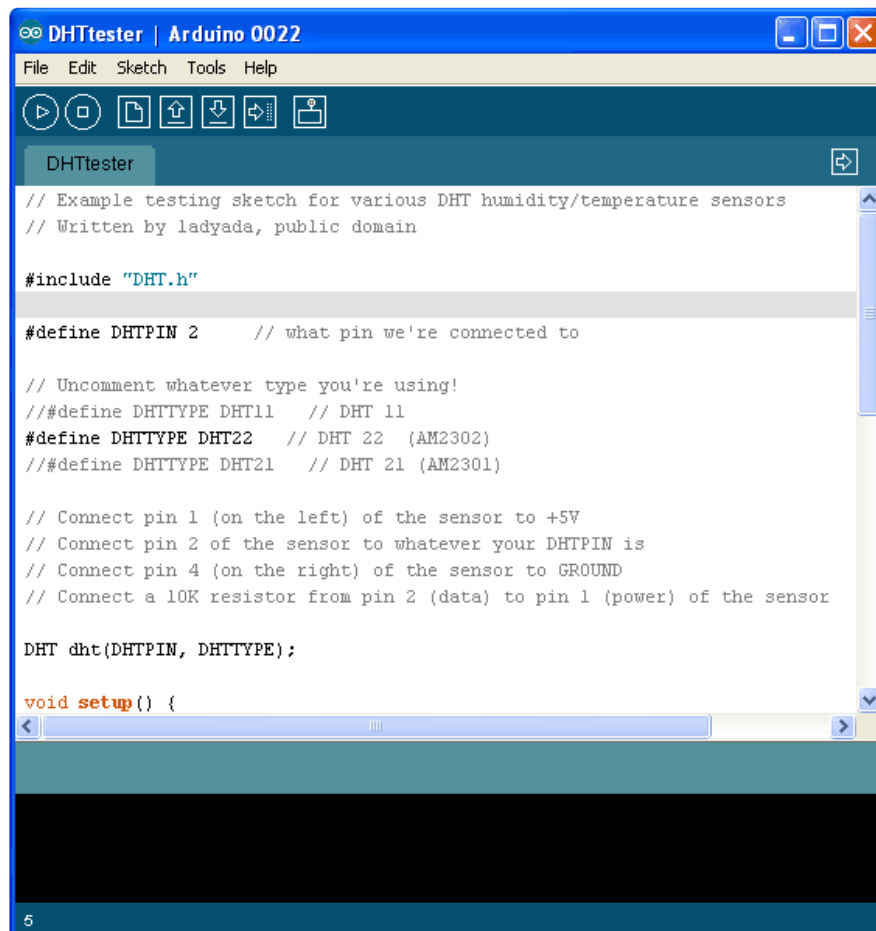 DHTtester | Arduino 0022
File Edit Sketch Tools Help
DHTtester
// Example testing sketch for various DHT humidity/temperature sensors
// Written by ladyada, public domain
#include "DHT.h"
#define DHTPIN 2     // what pin we're connected to
// Uncomment whatever type you're using!
//#define DHTTYPE DHT11   // DHT 11
#define DHTTYPE DHT22   // DHT 22  (AM2302)
//#define DHTTYPE DHT21   // DHT 21 (AM2301)
// Connect pin 1 (on the left) of the sensor to +5V
// Connect pin 2 of the sensor to whatever your DHTPIN is
// Connect pin 4 (on the right) of the sensor to GROUND
// Connect a 10K resistor from pin 2 (data) to pin 1 (power) of the sensor
DHT dht(DHTPIN, DHTTYPE);
void setup() {
5